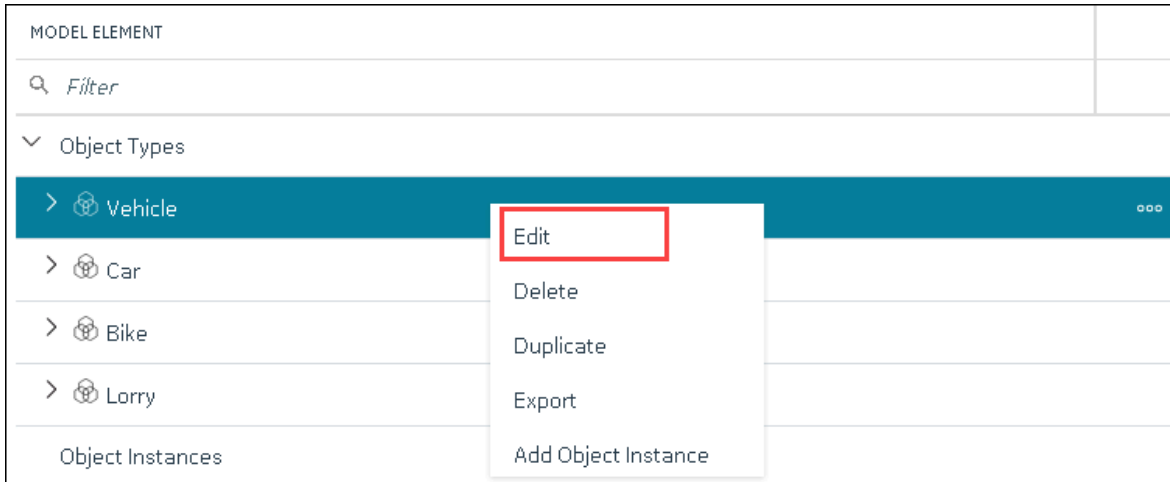 MODEL ELEMENT
Filter
Object Types
Vehicle
Edit
Car
Delete
Bike
Duplicate
Lorry
Export
Object Instances
Add Object Instance